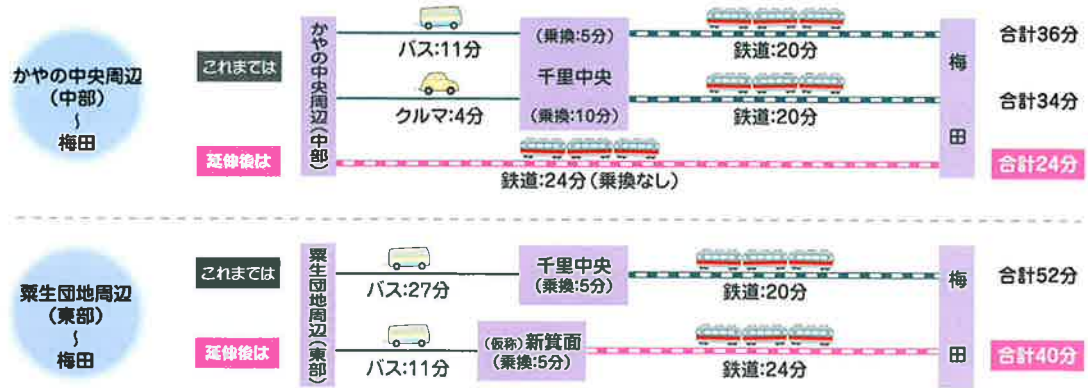 かやの中央周辺
（中部）
〜
梅田
これまでは
延伸後は
かやの中央周辺（中部）
バス:11分
（乗換:5分）
鉄道:20分
合計36分
千里中央
クルマ:4分
（乗換:10分）
鉄道:20分
合計34分
梅田
鉄道:24分（乗換なし）
合計24分
粟生団地周辺
（東部）
〜
梅田
これまでは
延伸後は
粟生団地周辺（東部）
バス:27分
千里中央
（乗換:5分）
鉄道:20分
合計52分
バス:11分
（仮称）新箕面
（乗換:5分）
鉄道:24分
合計40分
梅田